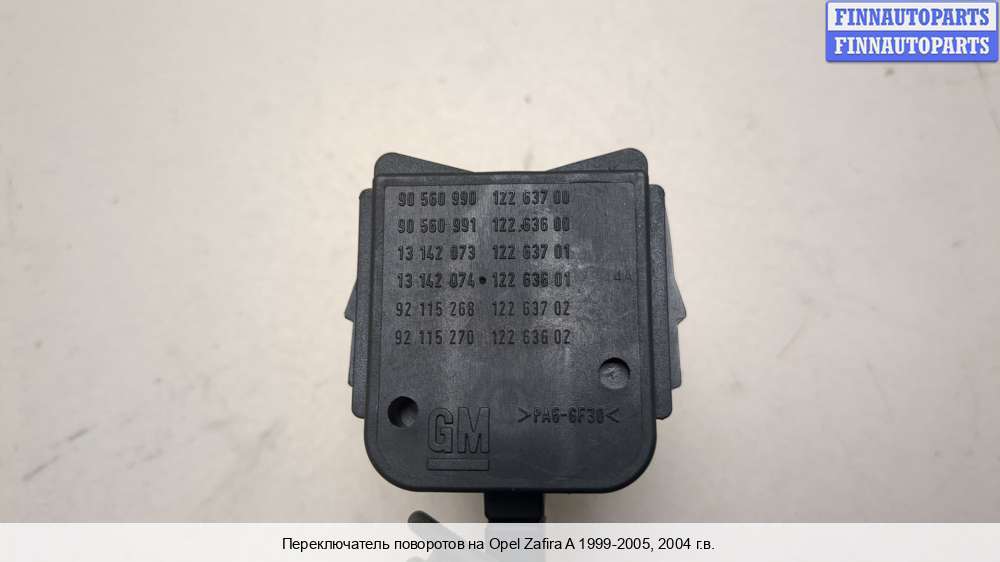 FINNAUTOPARTS
FINNAUTOPARTS
90 560 990 122 637 00
90 560 991 122 636 00
13 142 073 122 637 01
13 142 074 • 122 636 01
4A
92 115 268 122 637 02
92 115 270 122 636 02
GM >PA6-GF30<
Переключатель поворотов на Opel Zafira A 1999-2005, 2004 г.в.